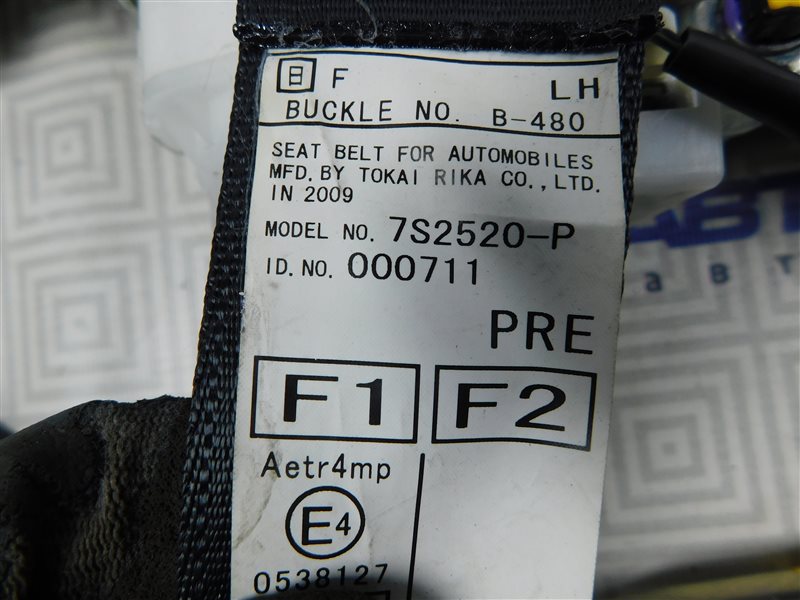 日 F LH
BUCKLE NO. B-480
SEAT BELT FOR AUTOMOBILES
MFD. BY TOKAI RIKA CO., LTD.
IN 2009
MODEL NO. 7S2520-P
ID. NO. 000711
PRE
F1 F2
Aetr4mp
E4
0538127